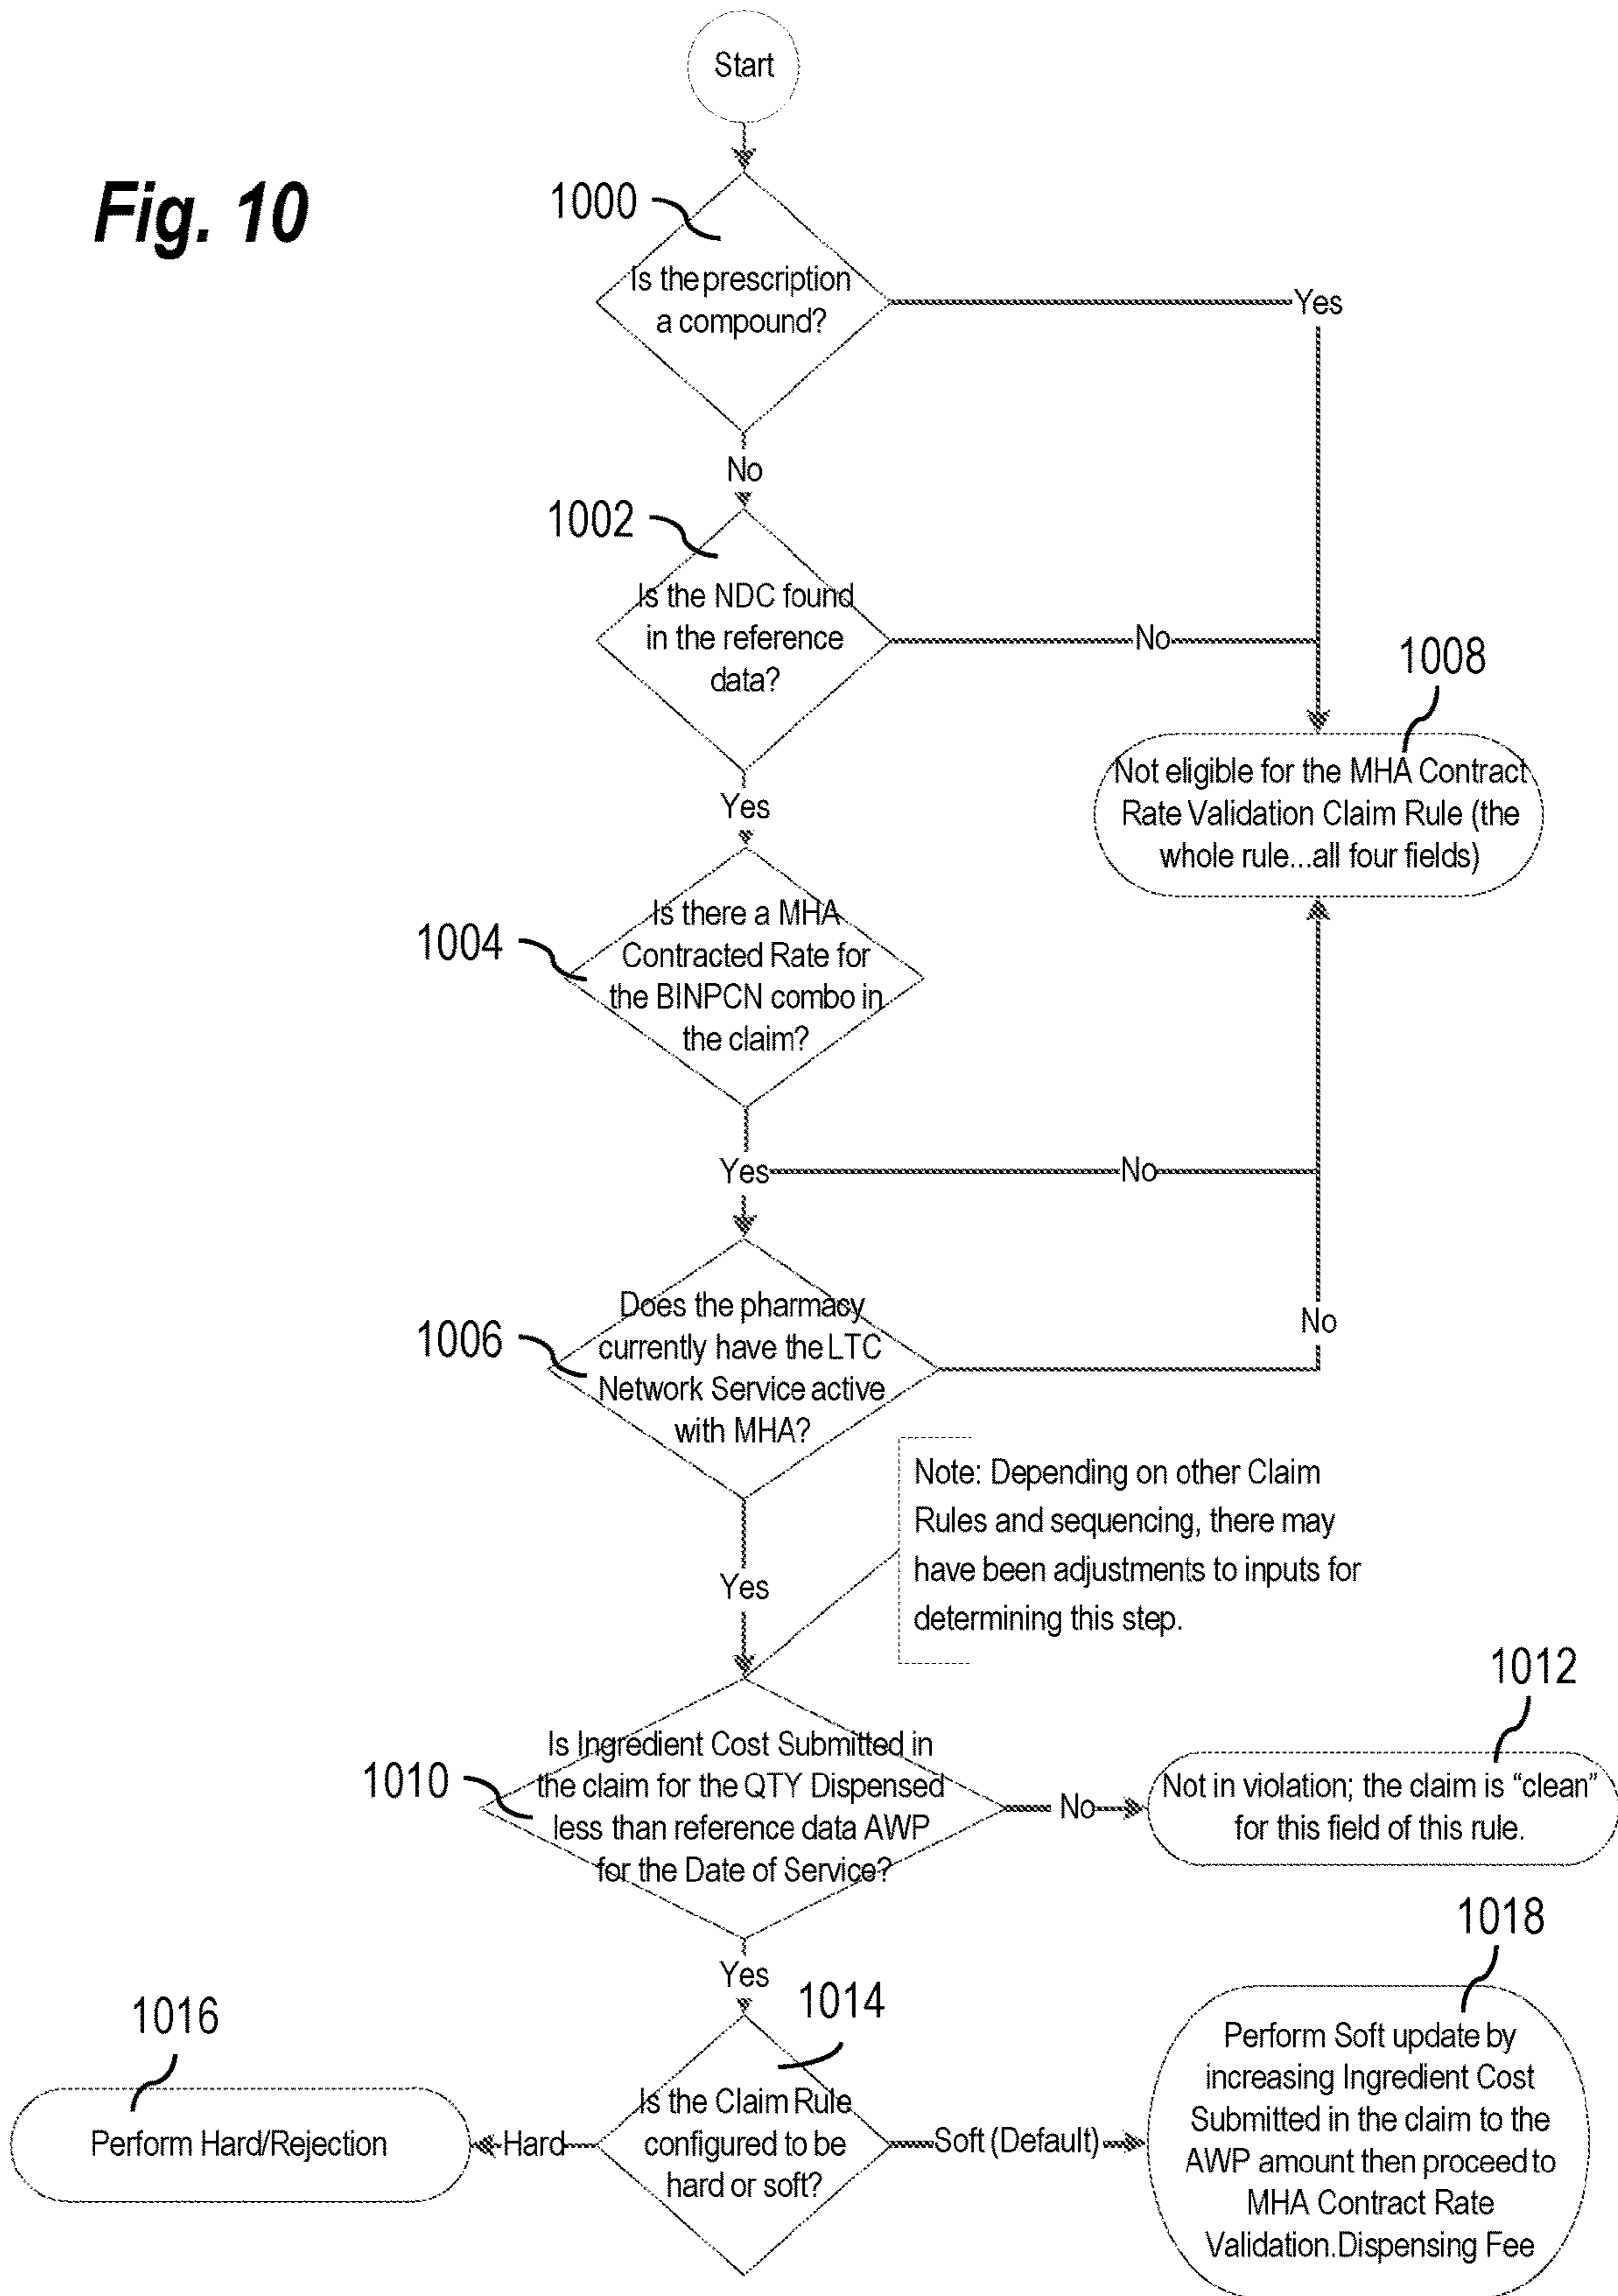 Start
Fig. 10
1000
Is the prescription
a compound?
Yes
No
1002
Is the NDC found
in the reference
data?
No
1008
Yes
Not eligible for the MHA Contract
Rate Validation Claim Rule (the
whole rule...all four fields)
1004
Is there a MHA
Contracted Rate for
the BINPCN combo in
the claim?
Yes
No
1006
Does the pharmacy
currently have the LTC
Network Service active
with MHA?
No
Note: Depending on other Claim
Rules and sequencing, there may
have been adjustments to inputs for
determining this step.
Yes
1010
Is Ingredient Cost Submitted in
the claim for the QTY Dispensed
less than reference data AWP
for the Date of Service?
No
1012
Not in violation; the claim is “clean”
for this field of this rule.
Yes
1014
1016
Perform Hard/Rejection
Hard
Is the Claim Rule
configured to be
hard or soft?
Soft (Default)
1018
Perform Soft update by
increasing Ingredient Cost
Submitted in the claim to the
AWP amount then proceed to
MHA Contract Rate
Validation.Dispensing Fee